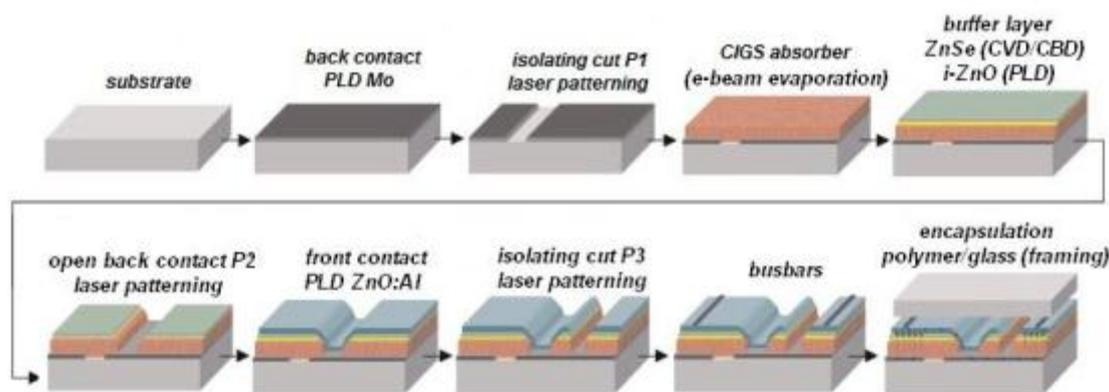 substrate
back contact
PLD Mo
isolating cut P1
laser patterning
CIGS absorber
(e-beam evaporation)
buffer layer
ZnSe (CVD/CBD)
i-ZnO (PLD)
open back contact P2
laser patterning
front contact
PLD ZnO:Al
isolating cut P3
laser patterning
busbars
encapsulation
polymer/glass (framing)